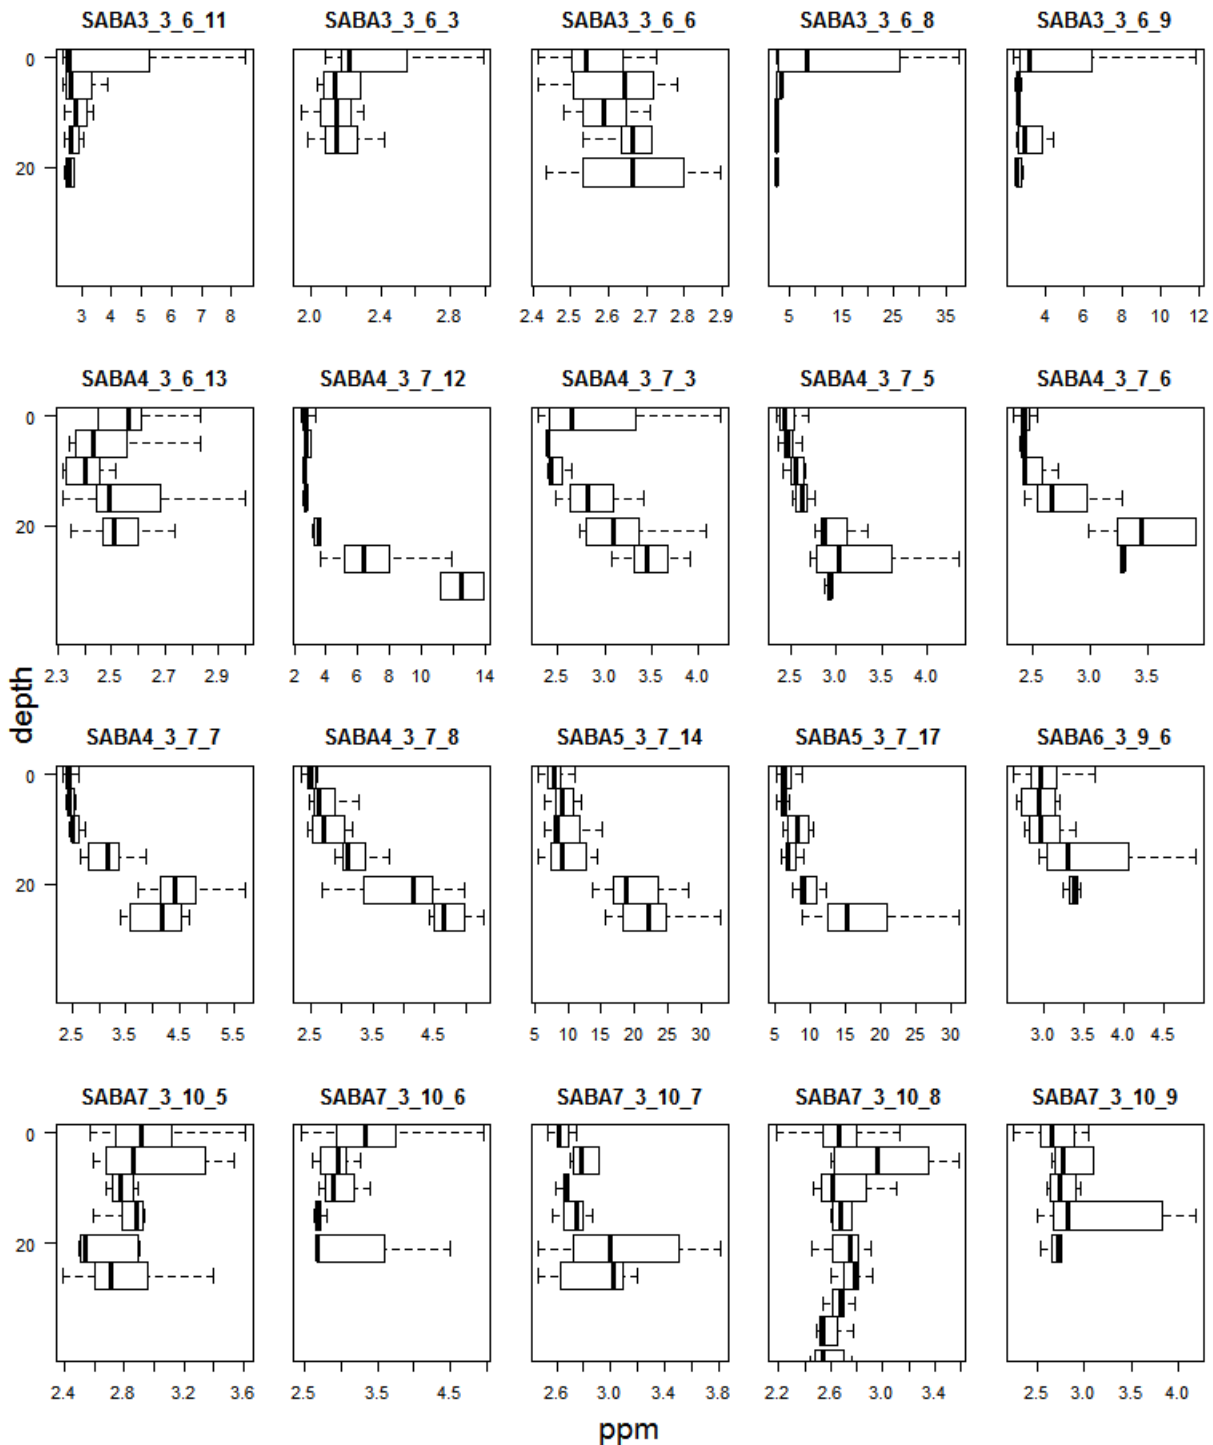 SABA3_3_6_11 SABA3_3_6_3 SABA3_3_6_6 SABA3_3_6_8 SABA3_3_6_9
0
20
3 4 5 6 7 8 2.0 2.4 2.8 2.4 2.5 2.6 2.7 2.8 2.9 5 15 25 35 4 6 8 10 12
SABA4_3_6_13 SABA4_3_7_12 SABA4_3_7_3 SABA4_3_7_5 SABA4_3_7_6
0
20
2.3 2.5 2.7 2.9 2 4 6 8 10 14 2.5 3.0 3.5 4.0 2.5 3.0 3.5 4.0 2.5 3.0 3.5
depth
SABA4_3_7_7 SABA4_3_7_8 SABA5_3_7_14 SABA5_3_7_17 SABA6_3_9_6
0
20
2.5 3.5 4.5 5.5 2.5 3.5 4.5 5 10 15 20 25 30 5 10 15 20 25 30 3.0 3.5 4.0 4.5
SABA7_3_10_5 SABA7_3_10_6 SABA7_3_10_7 SABA7_3_10_8 SABA7_3_10_9
0
20
2.4 2.8 3.2 3.6 2.5 3.5 4.5 2.6 3.0 3.4 3.8 2.2 2.6 3.0 3.4 2.5 3.0 3.5 4.0
ppm